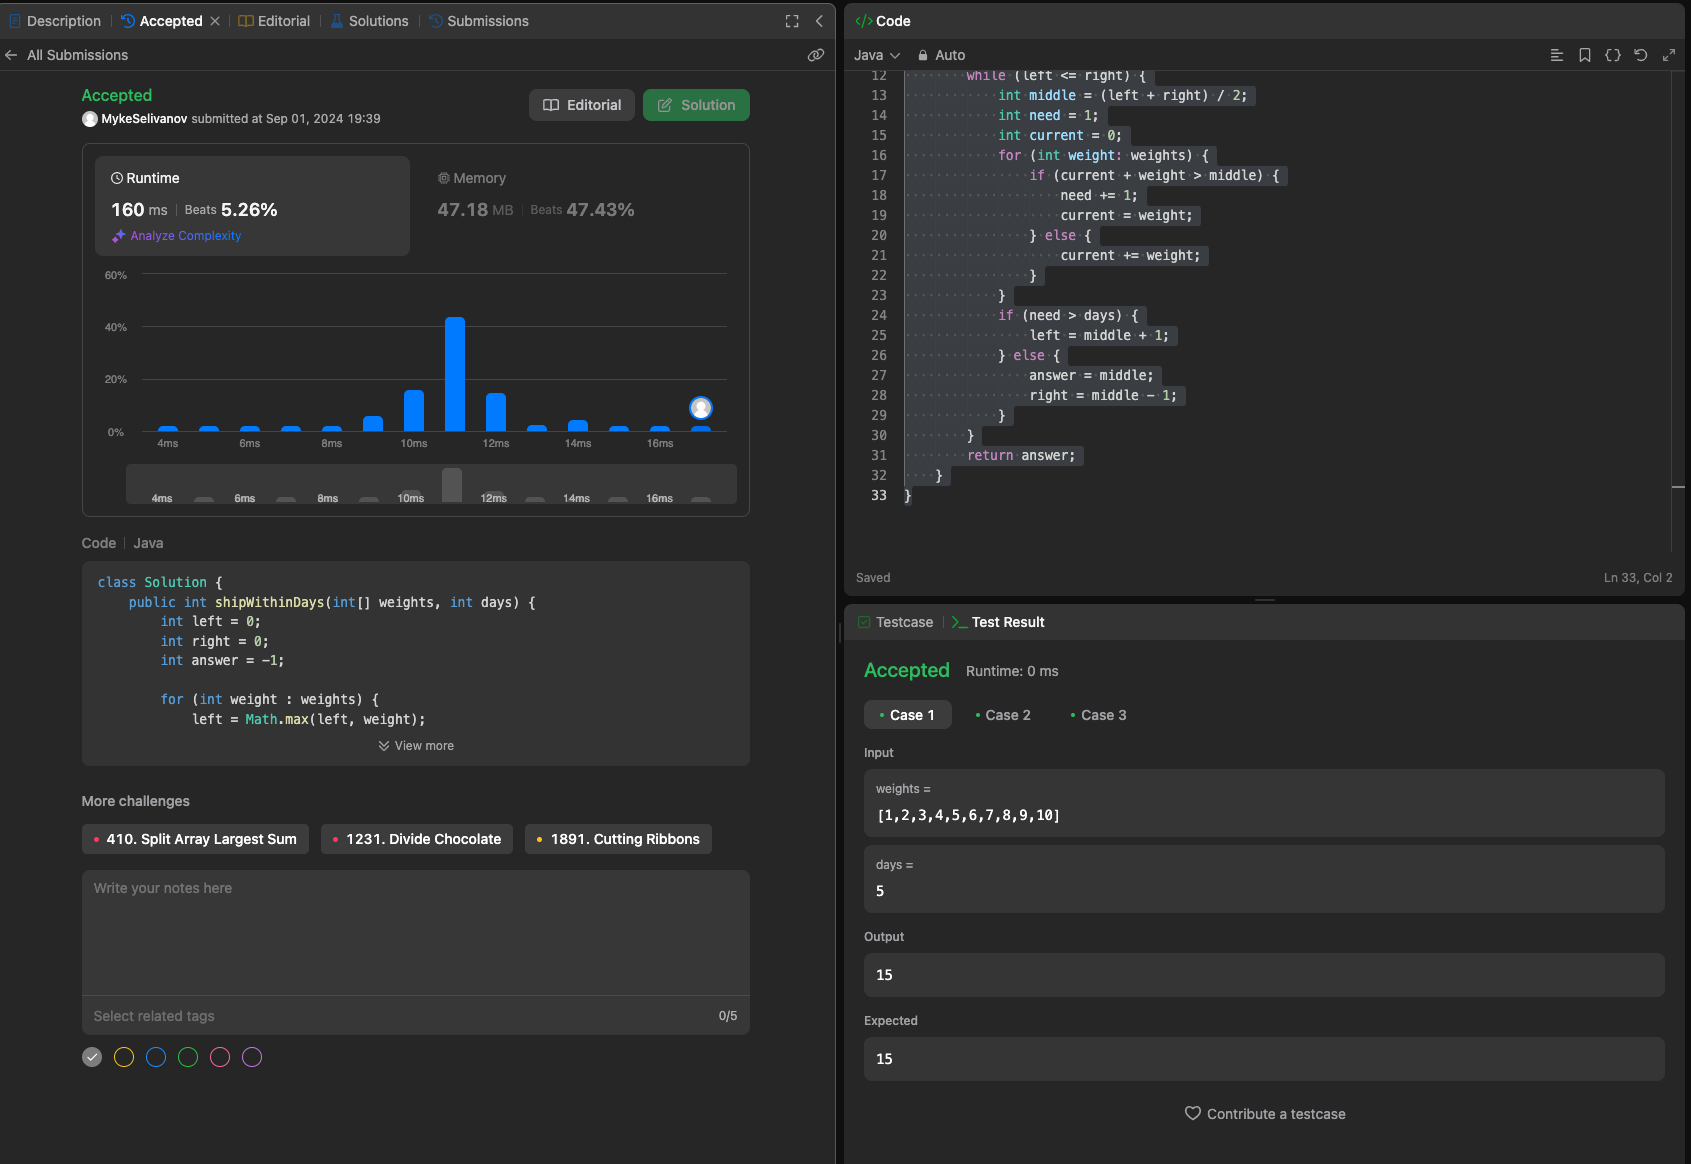 Description
Accepted
Editorial
Solutions
Submissions
All Submissions
Accepted
MykeSelivanov submitted at Sep 01, 2024 19:39
Editorial
Solution
Runtime
160 ms | Beats 5.26%
Analyze Complexity
Memory
47.18 MB | Beats 47.43%
60%
40%
20%
0%
4ms 6ms 8ms 10ms 12ms 14ms 16ms
4ms 6ms 8ms 10ms 12ms 14ms 16ms
Code | Java
class Solution {
    public int shipWithinDays(int[] weights, int days) {
        int left = 0;
        int right = 0;
        int answer = -1;
        for (int weight : weights) {
            left = Math.max(left, weight);
View more
More challenges
410. Split Array Largest Sum
1231. Divide Chocolate
1891. Cutting Ribbons
Write your notes here
Select related tags
0/5
</> Code
Java
Auto
12         while (left <= right) {
13             int middle = (left + right) / 2;
14             int need = 1;
15             int current = 0;
16             for (int weight: weights) {
17                 if (current + weight > middle) {
18                     need += 1;
19                     current = weight;
20                 } else {
21                     current += weight;
22                 }
23             }
24             if (need > days) {
25                 left = middle + 1;
26             } else {
27                 answer = middle;
28                 right = middle - 1;
29             }
30         }
31         return answer;
32     }
33 }
Saved
Ln 33, Col 2
Testcase
Test Result
Accepted
Runtime: 0 ms
Case 1
Case 2
Case 3
Input
weights =
[1,2,3,4,5,6,7,8,9,10]
days =
5
Output
15
Expected
15
Contribute a testcase